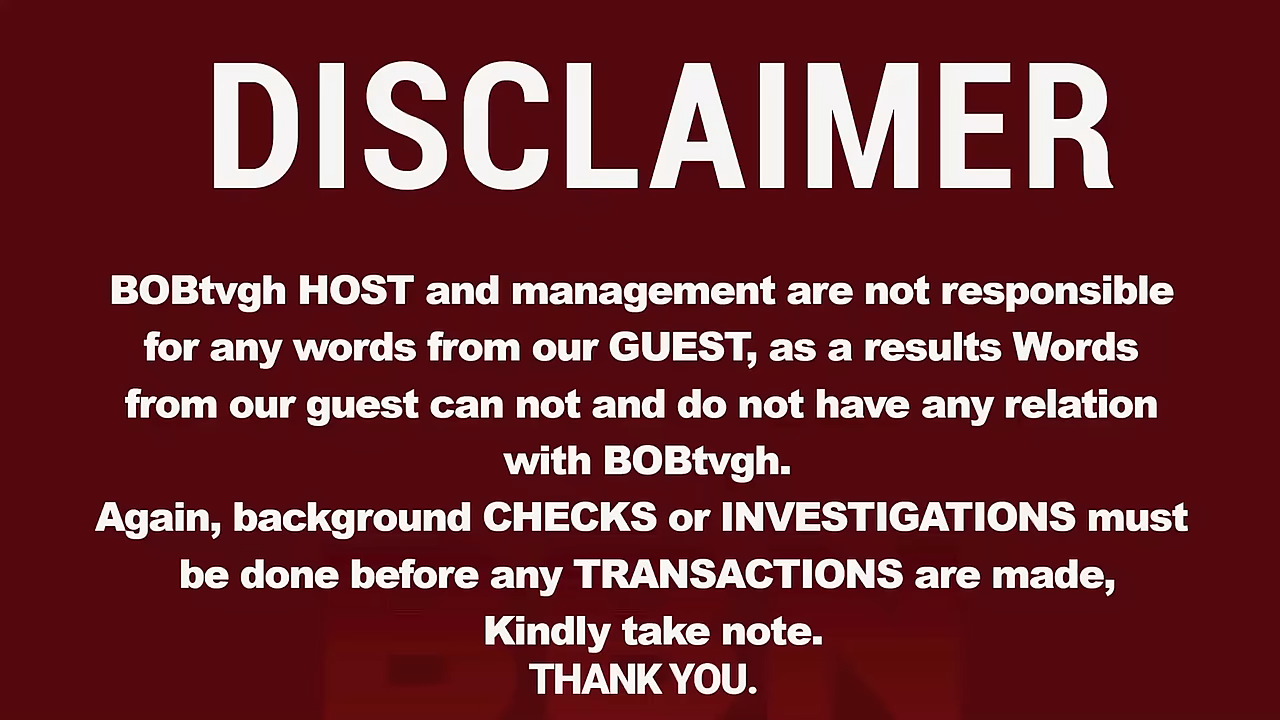 DISCLAIMER
BOBtvgh HOST and management are not responsible
for any words from our GUEST, as a results Words
from our guest can not and do not have any relation
with BOBtvgh.
Again, background CHECKS or INVESTIGATIONS must
be done before any TRANSACTIONS are made,
Kindly take note.
THANK YOU.